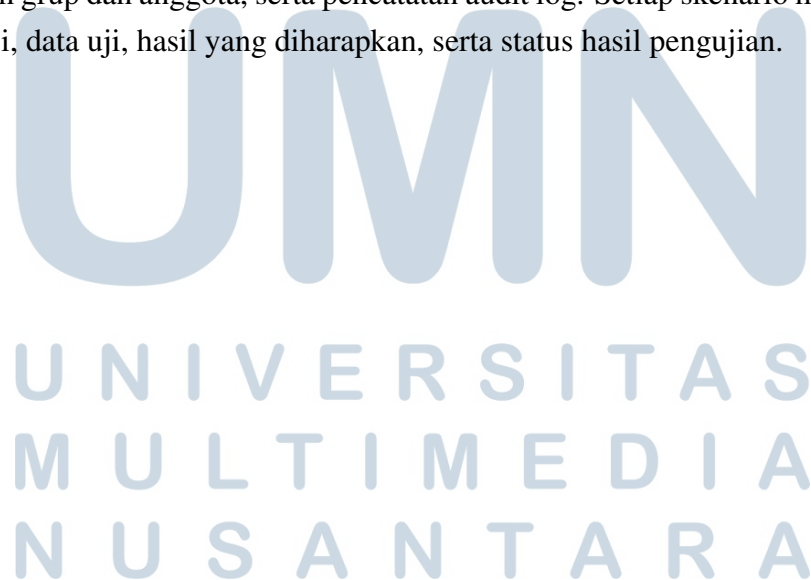 grup dan anggota, serta pencatatan audit log. Setiap skenario
i, data uji, hasil yang diharapkan, serta status hasil pengujian.
UMN
UNIVERSITAS
MULTIMEDIA
NUSANTARA